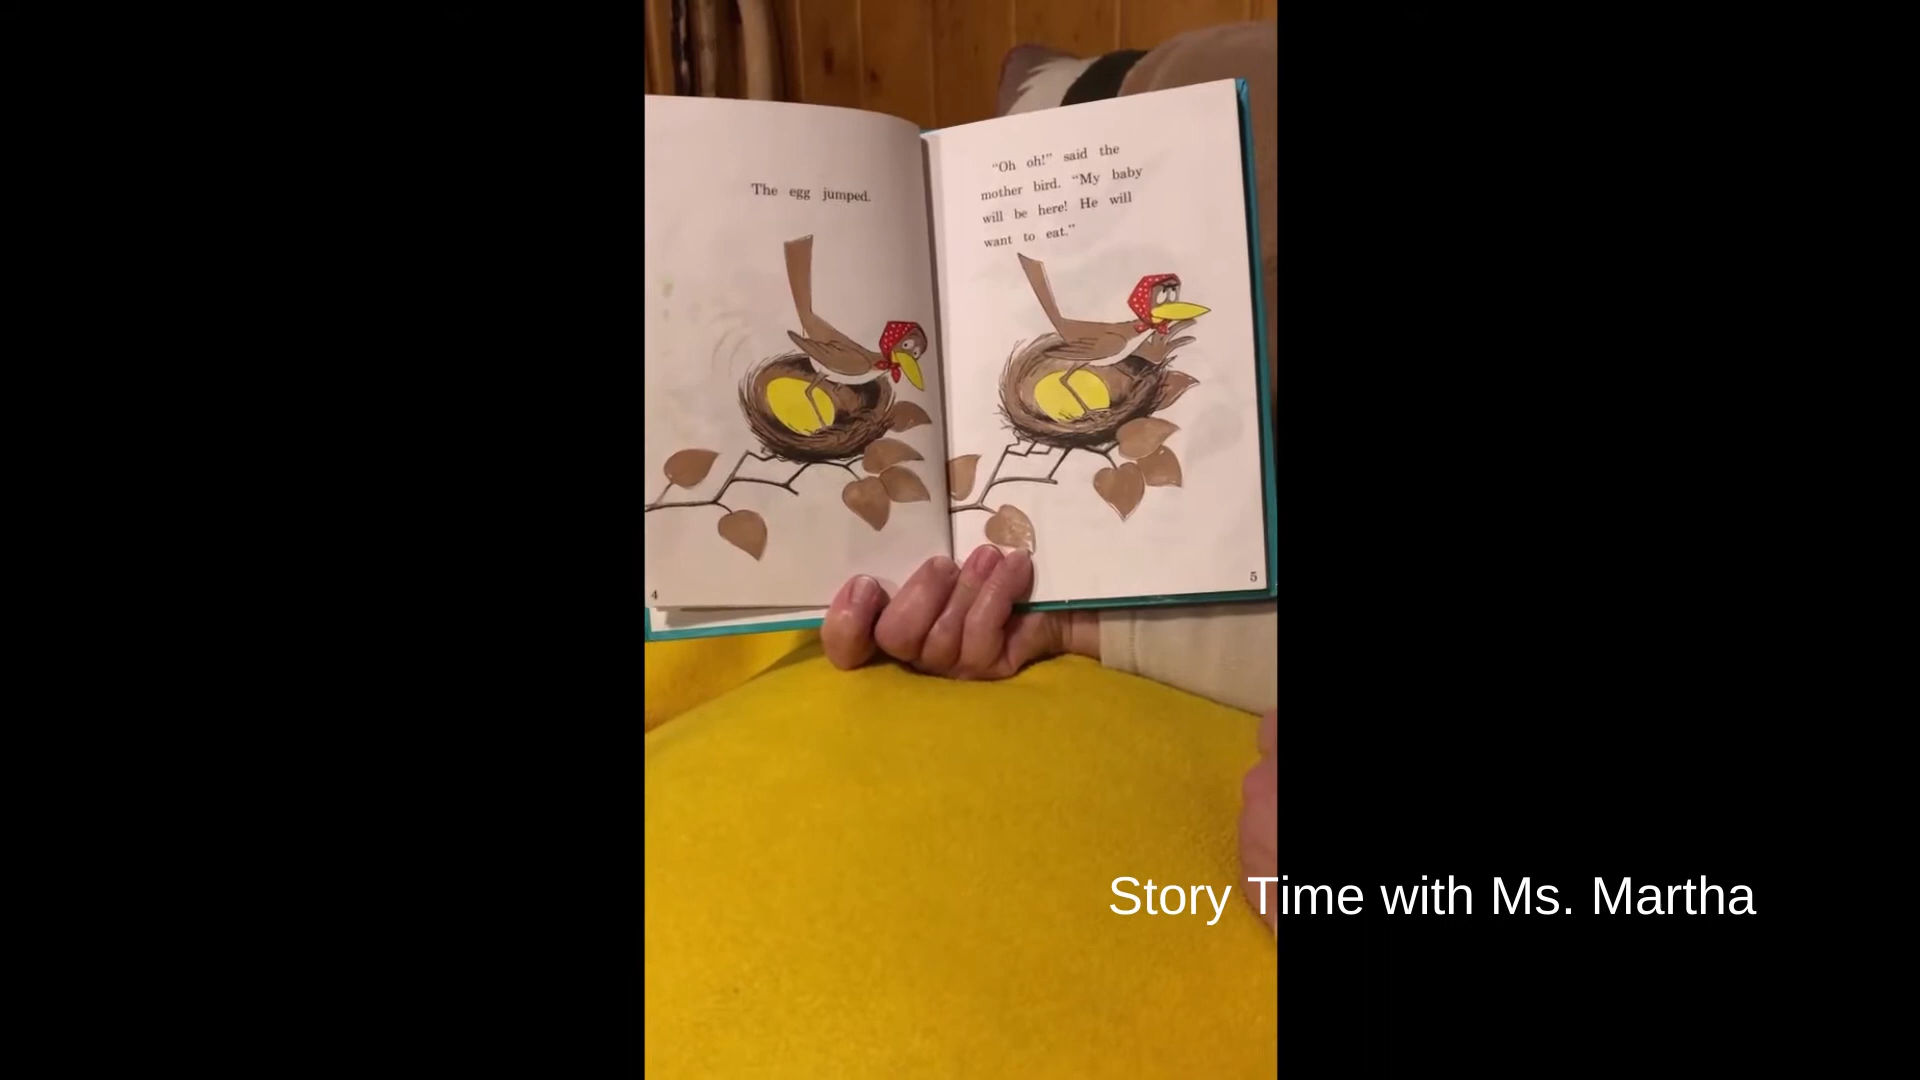 The egg jumped.
4
"Oh oh!" said the
mother bird. "My baby
will be here! He will
want to eat."
5
Story Time with Ms. Martha